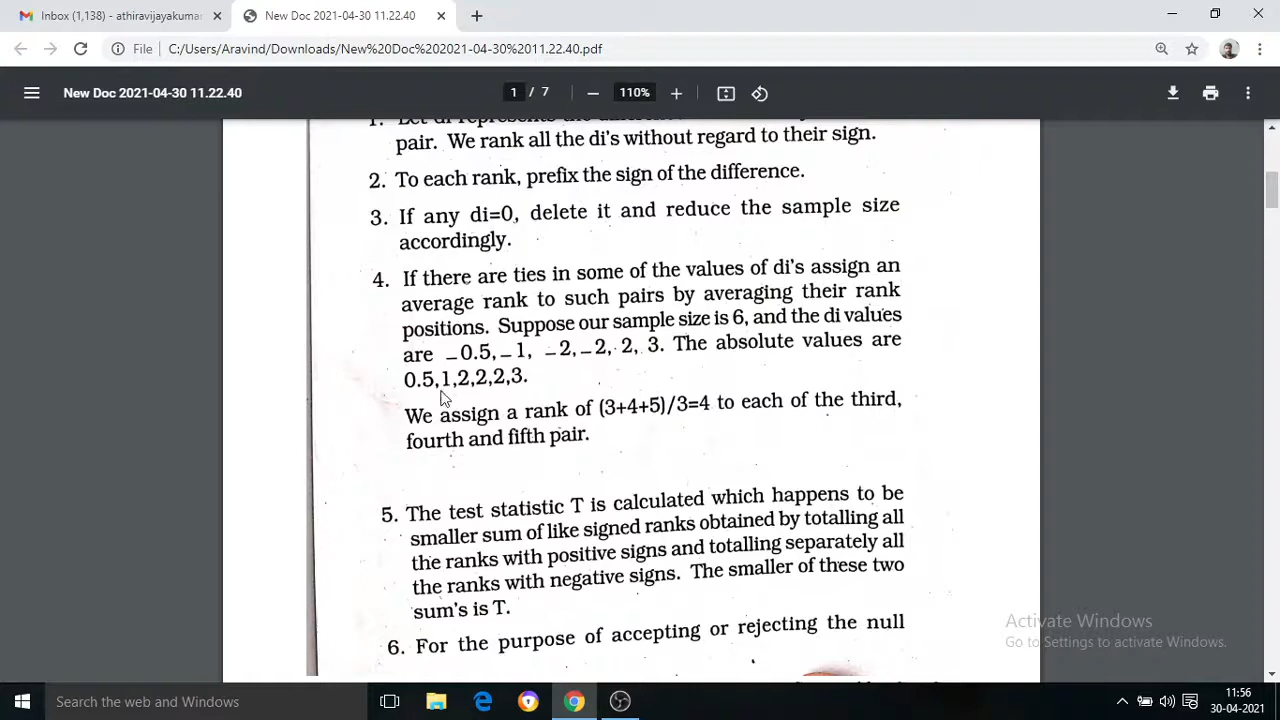 Inbox (1,138) - athiravijayakumar
New Doc 2021-04-30 11.22.40
File
C:/Users/Aravind/Downloads/New%20Doc%202021-04-30%2011.22.40.pdf
New Doc 2021-04-30 11.22.40
1 / 7
110%
pair. We rank all the di's without regard to their sign.
2. To each rank, prefix the sign of the difference.
3. If any di=0, delete it and reduce the sample size
accordingly.
4. If there are ties in some of the values of di's assign an
average rank to such pairs by averaging their rank
positions. Suppose our sample size is 6, and the di values
are –0.5, –1, –2, –2, 2, 3. The absolute values are
0.5,1,2,2,2,3.
We assign a rank of (3+4+5)/3=4 to each of the third,
fourth and fifth pair.
5. The test statistic T is calculated which happens to be
smaller sum of like signed ranks obtained by totalling all
the ranks with positive signs and totalling separately all
the ranks with negative signs. The smaller of these two
sum's is T.
6. For the purpose of accepting or rejecting the null
Activate Windows
Go to Settings to activate Windows.
Search the web and Windows
11:56
30-04-2021